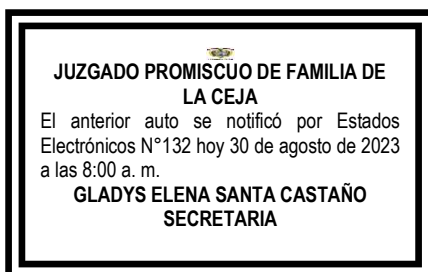 JUZGADO PROMISCUO DE FAMILIA DE
LA CEJA
El anterior auto se notificó por Estados
Electrónicos N°132 hoy 30 de agosto de 2023
a las 8:00 a. m.
GLADYS ELENA SANTA CASTAÑO
SECRETARIA